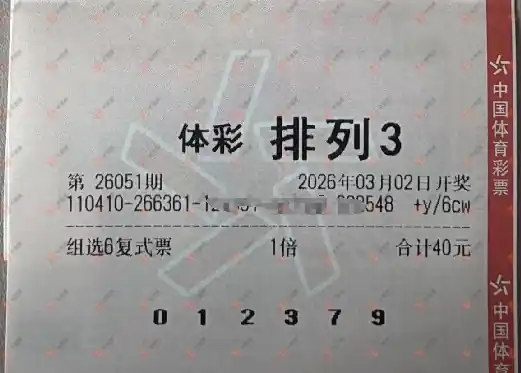 体彩 排列3
第 26051期 2026年03月02日开奖
110410-266361- 548 +y/6cw
组选6复式票 1倍 合计40元
0 1 2 3 7 9
中国体育彩票
中国体育